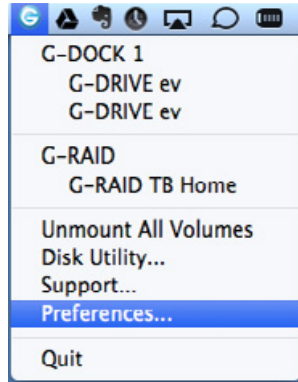 G-DOCK 1
G-DRIVE ev
G-DRIVE ev
G-RAID
G-RAID TB Home
Unmount All Volumes
Disk Utility...
Support...
Preferences...
Quit